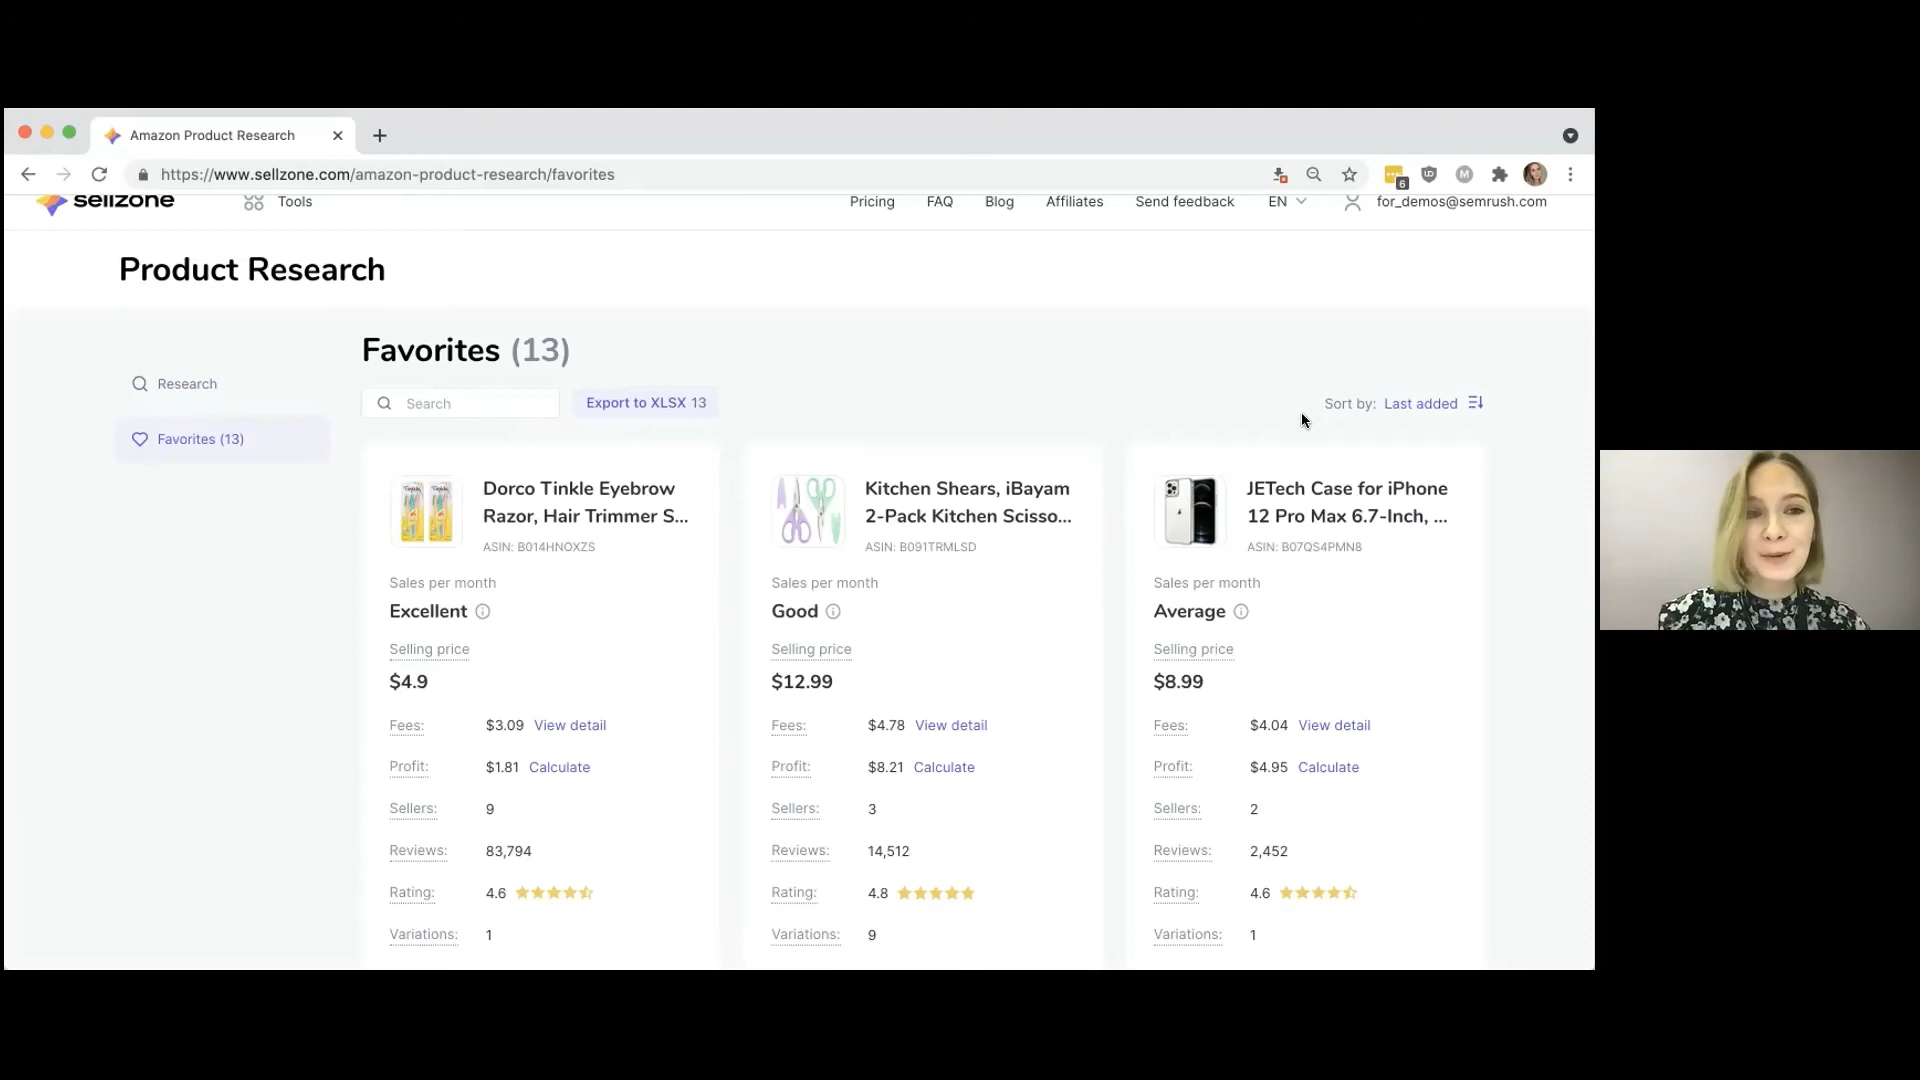 Amazon Product Research
https://www.sellzone.com/amazon-product-research/favorites
6
sellzone
Tools
Pricing
FAQ
Blog
Affiliates
Send feedback
EN
for_demos@semrush.com
Product Research
Research
Favorites (13)
Favorites (13)
Search
Export to XLSX 13
Sort by: Last added
Dorco Tinkle Eyebrow
Razor, Hair Trimmer S...
ASIN: B014HNOXZS
Sales per month
Excellent
Selling price
$4.9
Fees: $3.09 View detail
Profit: $1.81 Calculate
Sellers: 9
Reviews: 83,794
Rating: 4.6
Variations: 1
Kitchen Shears, iBayam
2-Pack Kitchen Scisso...
ASIN: B091TRMLSD
Sales per month
Good
Selling price
$12.99
Fees: $4.78 View detail
Profit: $8.21 Calculate
Sellers: 3
Reviews: 14,512
Rating: 4.8
Variations: 9
JETech Case for iPhone
12 Pro Max 6.7-Inch, ...
ASIN: B07QS4PMN8
Sales per month
Average
Selling price
$8.99
Fees: $4.04 View detail
Profit: $4.95 Calculate
Sellers: 2
Reviews: 2,452
Rating: 4.6
Variations: 1